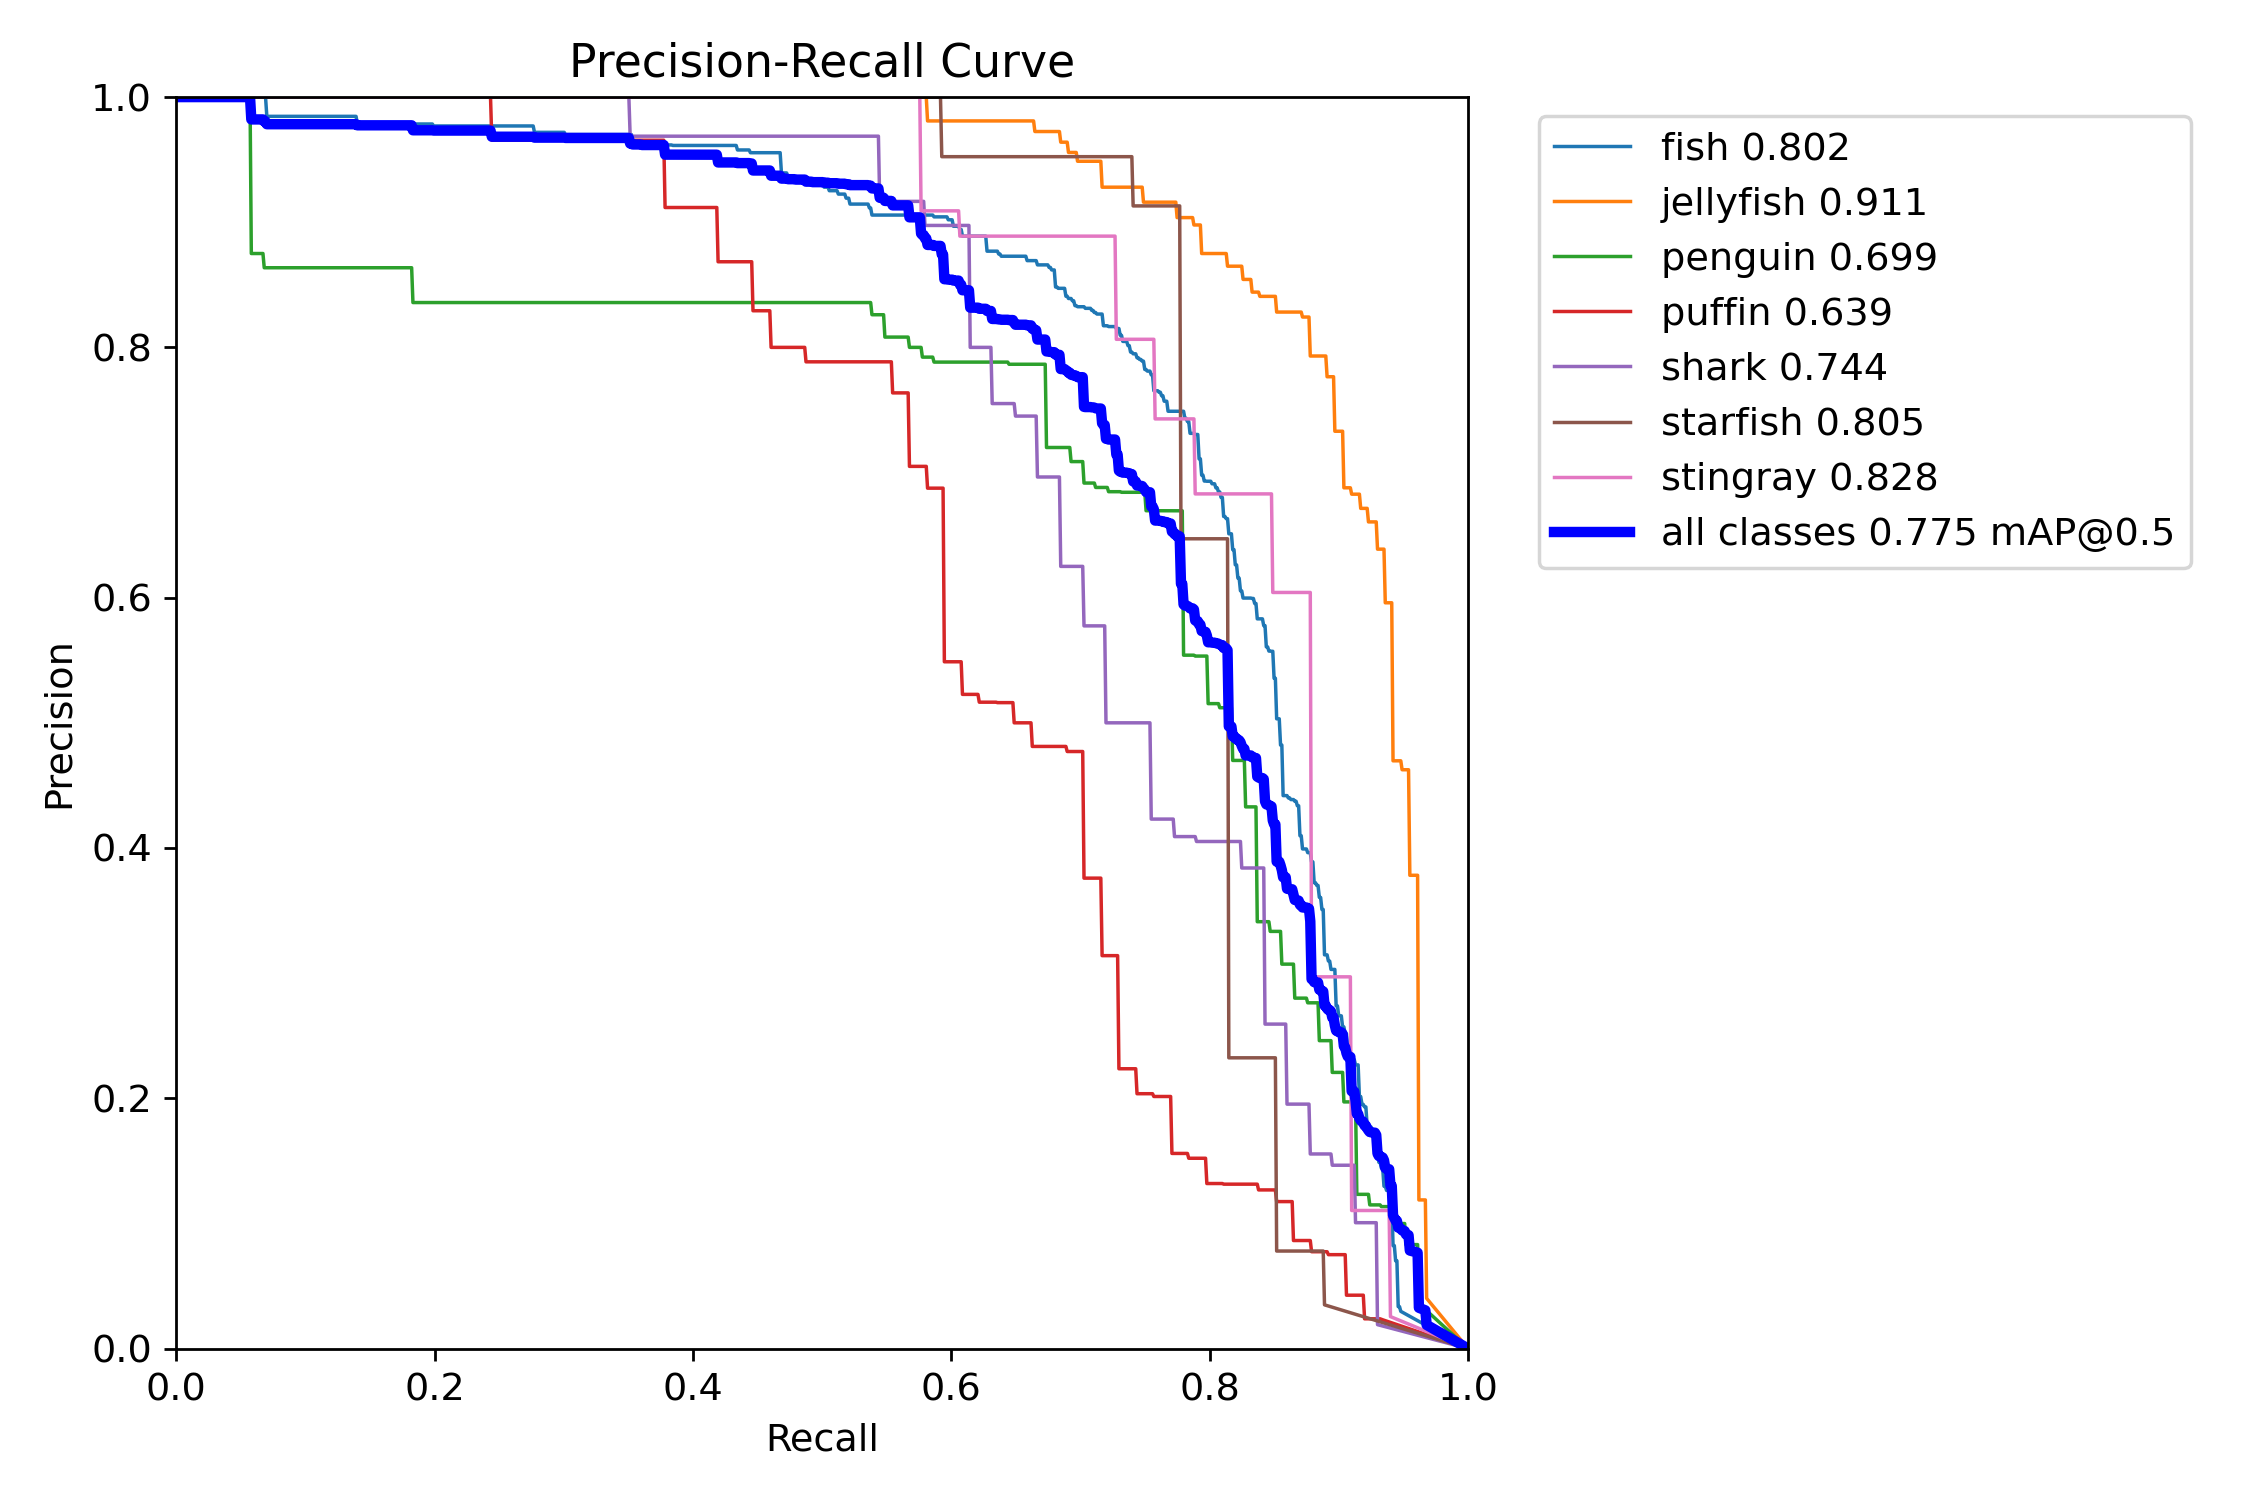 Precision-Recall Curve
1.0
0.8
0.6
0.4
0.2
0.0
Precision
0.0 0.2 0.4 0.6 0.8 1.0
Recall
fish 0.802
jellyfish 0.911
penguin 0.699
puffin 0.639
shark 0.744
starfish 0.805
stingray 0.828
all classes 0.775 mAP@0.5